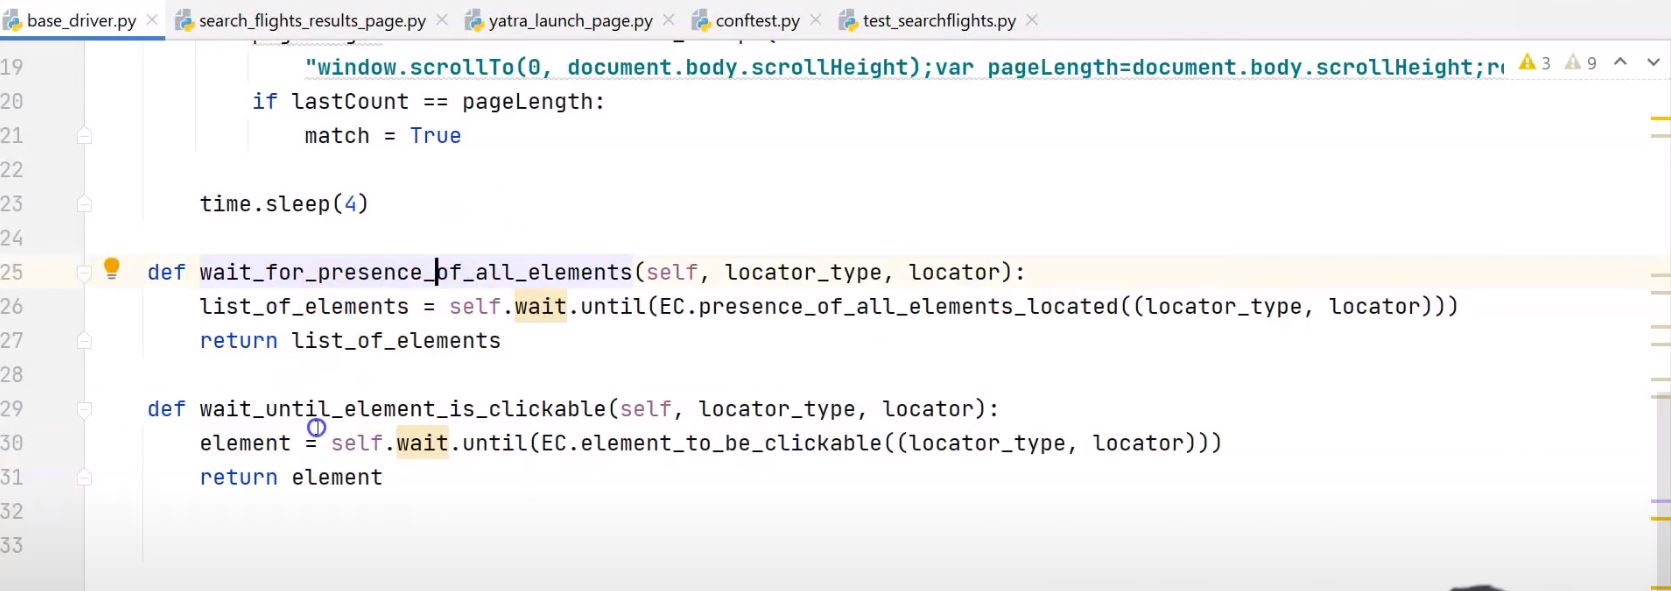 base_driver.py search_flights_results_page.py yatra_launch_page.py conftest.py test_searchflights.py
19 "window.scrollTo(0, document.body.scrollHeight);var pageLength=document.body.scrollHeight;re 3 9
20 if lastCount == pageLength:
21 match = True
22
23 time.sleep(4)
24
25 def wait_for_presence_of_all_elements(self, locator_type, locator):
26 list_of_elements = self.wait.until(EC.presence_of_all_elements_located((locator_type, locator)))
27 return list_of_elements
28
29 def wait_until_element_is_clickable(self, locator_type, locator):
30 element = self.wait.until(EC.element_to_be_clickable((locator_type, locator)))
31 return element
32
33